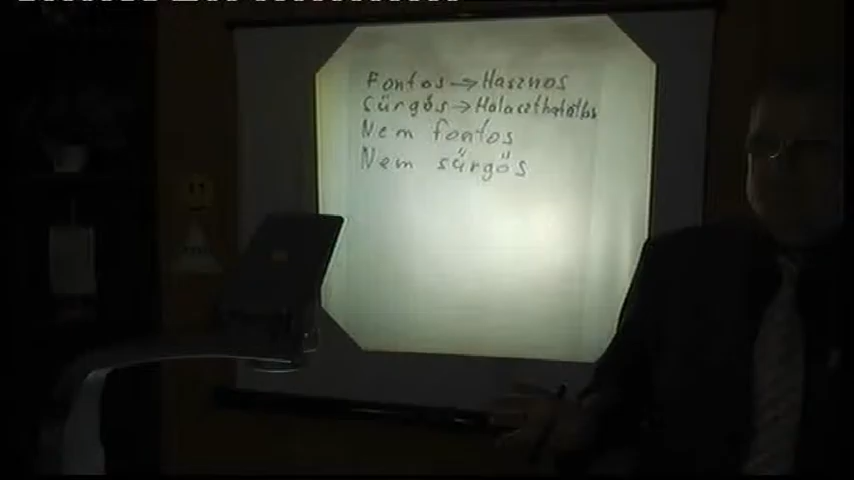 Fontos → Hasznos
Sürgős → Halaszthatatlan
Nem fontos
Nem sürgős